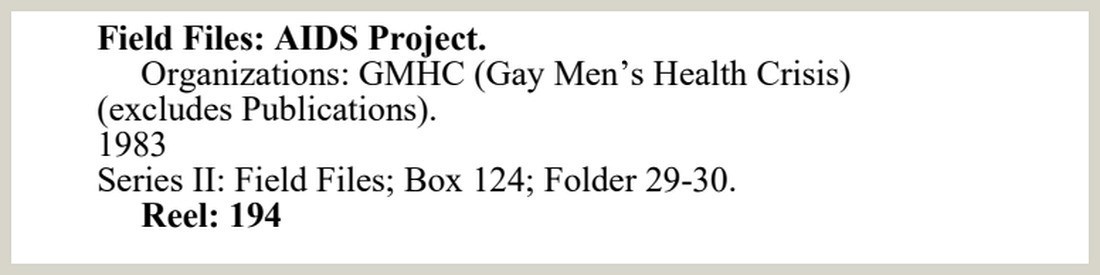 Field Files: AIDS Project.
Organizations: GMHC (Gay Men’s Health Crisis)
(excludes Publications).
1983
Series II: Field Files; Box 124; Folder 29-30.
Reel: 194